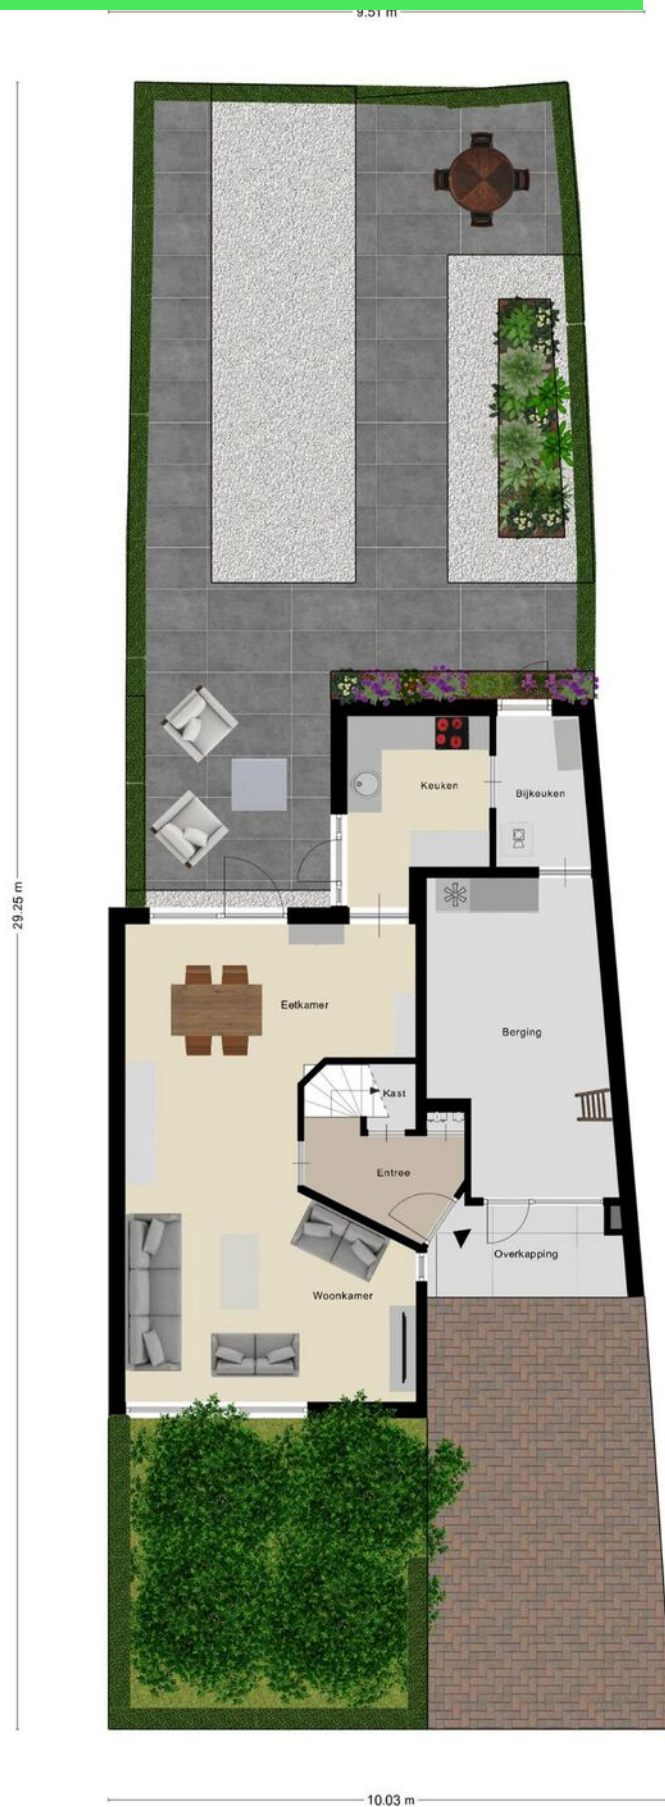 9.51 m
Keuken
Bijkeuken
29.25 m
Eetkamer
Berging
Kast
Entree
Overkapping
Woonkamer
10.03 m